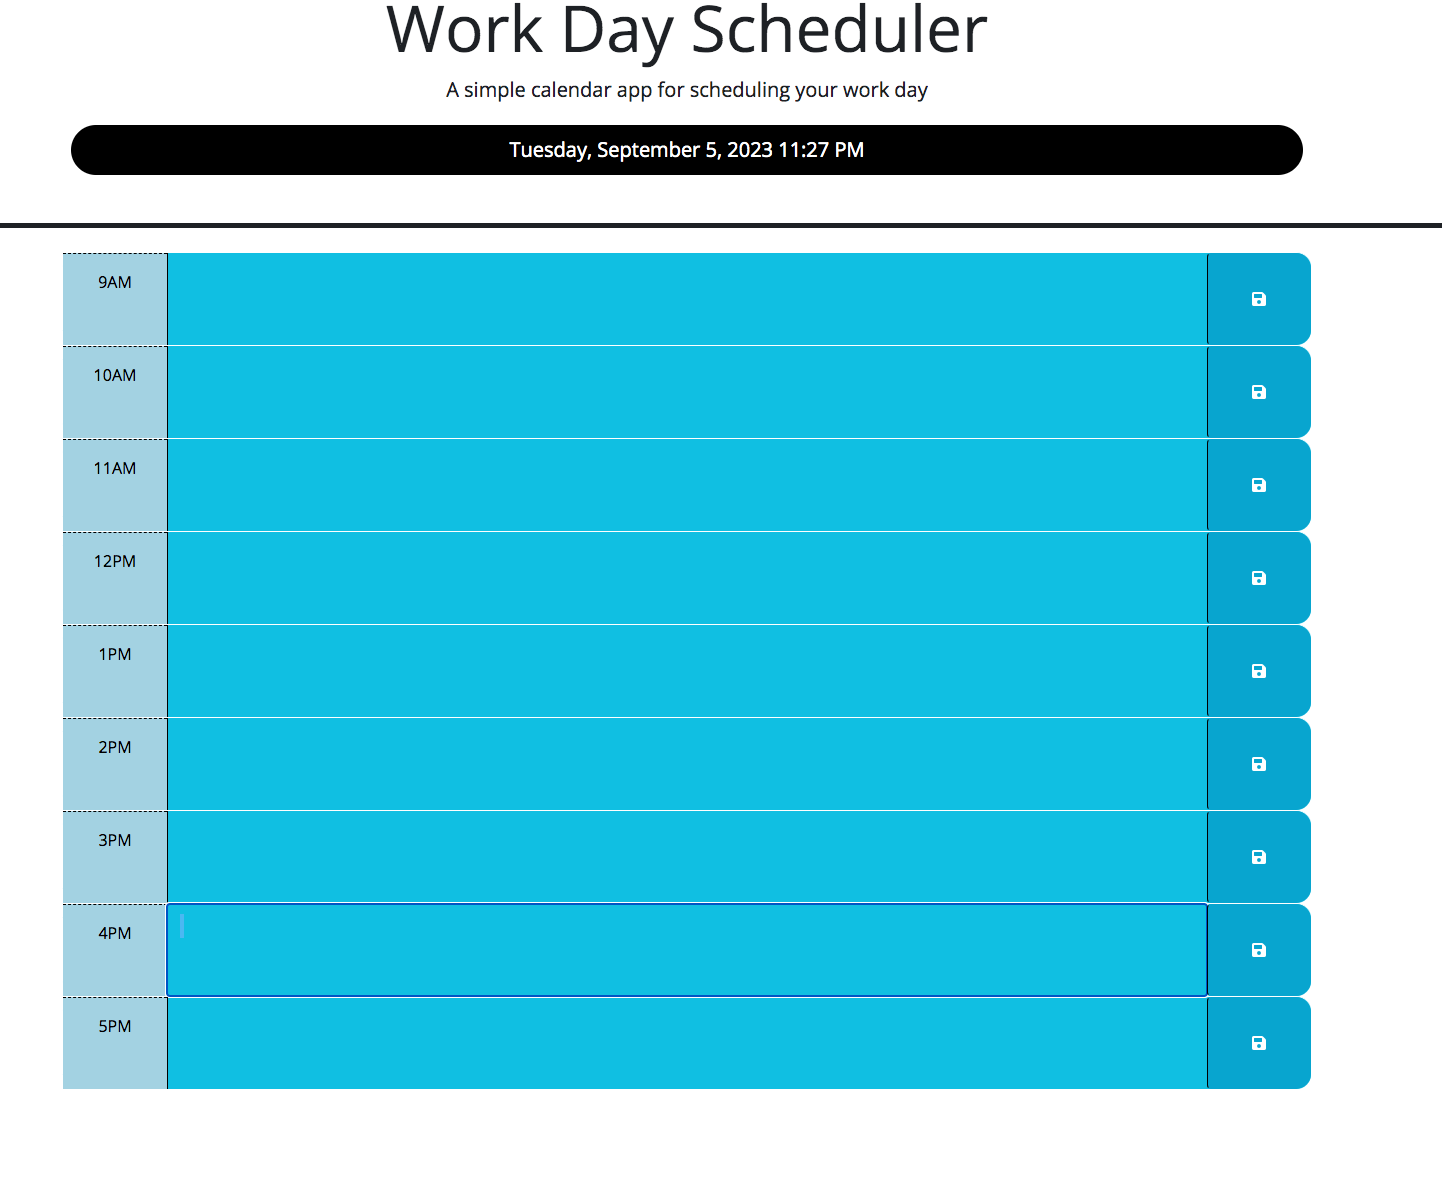 Work Day Scheduler
A simple calendar app for scheduling your work day
Tuesday, September 5, 2023 11:27 PM
9AM
10AM
11AM
12PM
1PM
2PM
3PM
4PM
5PM